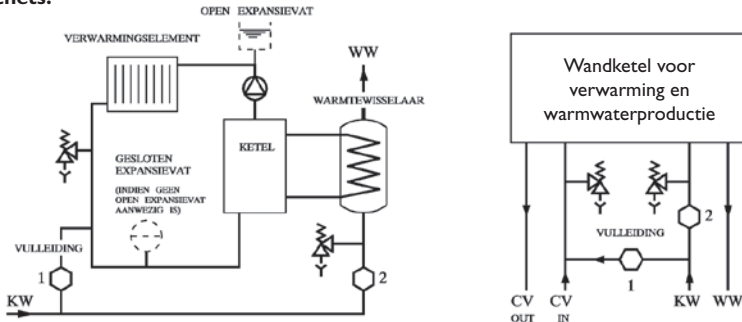 OPEN EXPANSIEVAT
VERWARMINGSELEMENT
WW
WARMTEWISSELAAR
KETEL
GESLOTEN
EXPANSIEVAT
(INDIEN GEEN
OPEN EXPANSIEVAT
AANWEZIG IS)
VULLEIDING
1
2
KW
Wandketel voor
verwarming en
warmwaterproductie
2
VULLEIDING
1
CV
OUT
CV
IN
KW
WW